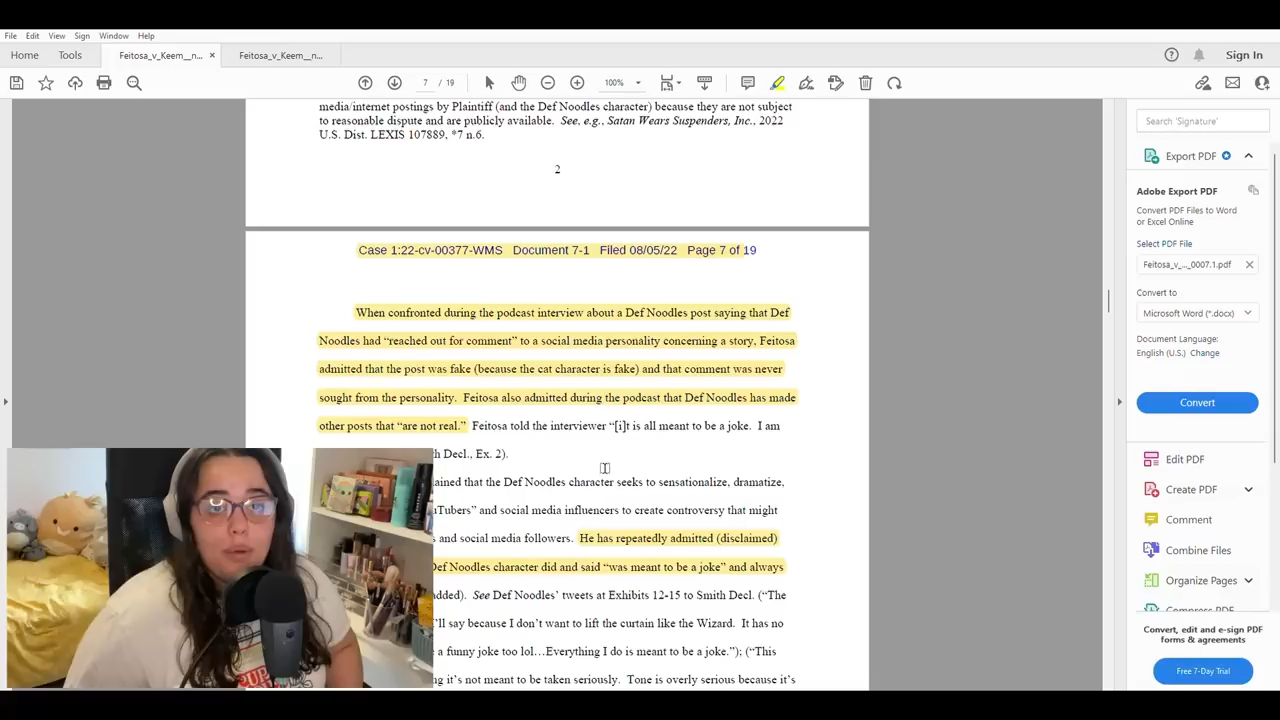 File Edit View Sign Window Help
Home Tools Feitosa_v_Keem__n... × Feitosa_v_Keem__n... Sign In
7 / 19 100%
media/internet postings by Plaintiff (and the Def Noodles character) because they are not subject
to reasonable dispute and are publicly available. See, e.g., Satan Wears Suspenders, Inc., 2022
U.S. Dist. LEXIS 107889, *7 n.6.
2
Case 1:22-cv-00377-WMS Document 7-1 Filed 08/05/22 Page 7 of 19
When confronted during the podcast interview about a Def Noodles post saying that Def
Noodles had “reached out for comment” to a social media personality concerning a story, Feitosa
admitted that the post was fake (because the cat character is fake) and that comment was never
sought from the personality. Feitosa also admitted during the podcast that Def Noodles has made
other posts that “are not real.” Feitosa told the interviewer “[i]t is all meant to be a joke. I am
h Decl., Ex. 2).
ained that the Def Noodles character seeks to sensationalize, dramatize,
uTubers” and social media influencers to create controversy that might
s and social media followers. He has repeatedly admitted (disclaimed)
Def Noodles character did and said “was meant to be a joke” and always
added). See Def Noodles’ tweets at Exhibits 12-15 to Smith Decl. (“The
’ll say because I don’t want to lift the curtain like the Wizard. It has no
a funny joke too lol…Everything I do is meant to be a joke.”); (“This
ng it’s not meant to be taken seriously. Tone is overly serious because it’s
Search 'Signature'
Export PDF
Adobe Export PDF
Convert PDF Files to Word
or Excel Online
Select PDF File
Feitosa_v_..._0007.1.pdf ×
Convert to
Microsoft Word (*.docx)
Document Language:
English (U.S.) Change
Convert
Edit PDF
Create PDF
Comment
Combine Files
Organize Pages
Compress PDF
Convert, edit and e-sign PDF
forms & agreements
Free 7-Day Trial